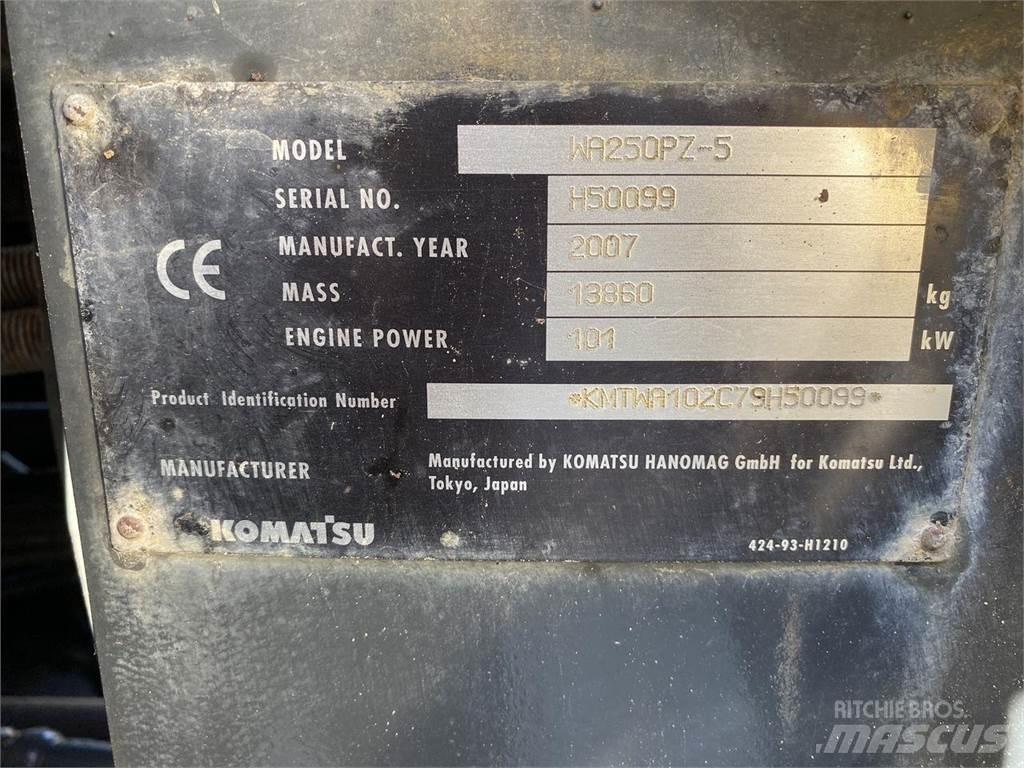 MODEL WA250PZ-5
SERIAL NO. H50099
MANUFACT. YEAR 2007
CE
MASS 13860 kg
ENGINE POWER 101 kW
Product Identification Number *KMTWA102C79H50099*
MANUFACTURER Manufactured by KOMATSU HANOMAG GmbH for Komatsu Ltd.,
Tokyo, Japan
KOMATSU
424-93-H1210
RITCHIE BROS.
MASCUS